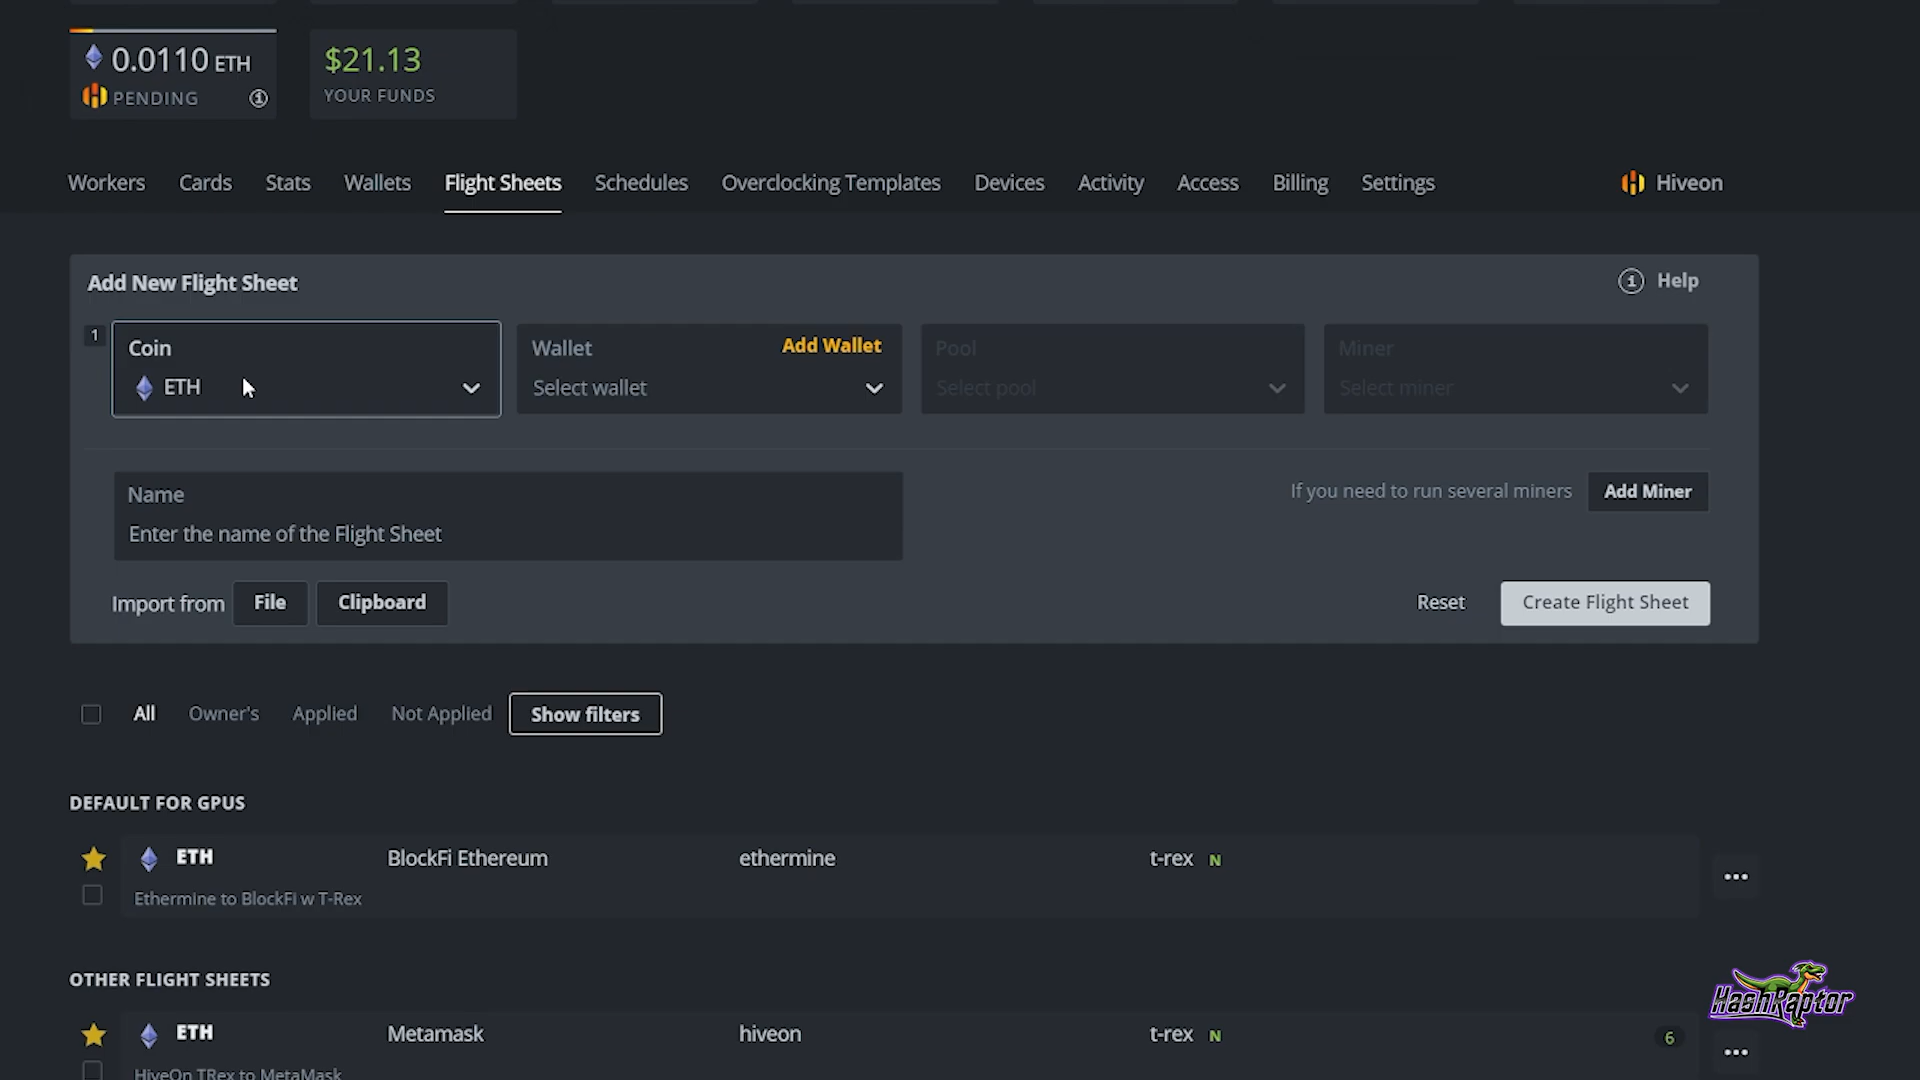 0.0110 ETH
PENDING
$21.13
YOUR FUNDS
Workers Cards Stats Wallets Flight Sheets Schedules Overclocking Templates Devices Activity Access Billing Settings Hiveon
Add New Flight Sheet
Help
1
Coin
ETH
Wallet Add Wallet
Select wallet
Pool
Select pool
Miner
Select miner
Name
Enter the name of the Flight Sheet
If you need to run several miners Add Miner
Import from File Clipboard
Reset Create Flight Sheet
All Owner's Applied Not Applied Show filters
DEFAULT FOR GPUS
ETH BlockFi Ethereum ethermine t-rex N
Ethermine to BlockFi w T-Rex
OTHER FLIGHT SHEETS
ETH Metamask hiveon t-rex N 6
HiveOn TRex to MetaMask
HashRaptor